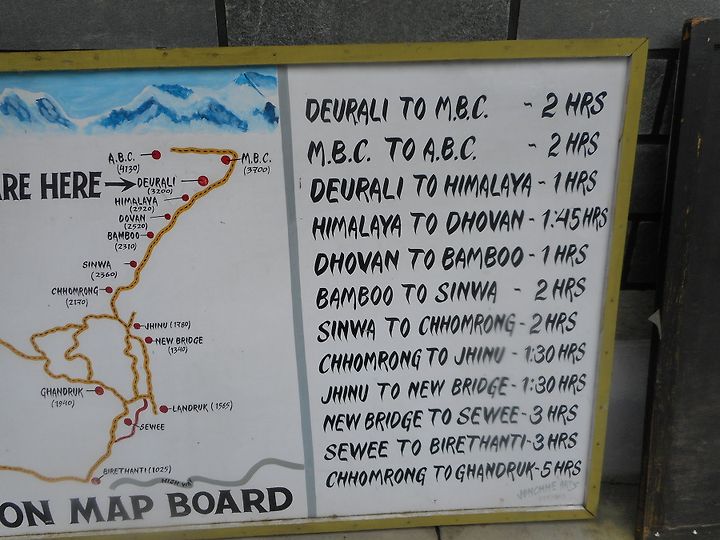 A.B.C.
(4130)
M.B.C.
(3700)
ARE HERE
DEURALI
(3200)
HIMALAYA
(2920)
DOVAN
(2520)
BAMBOO
(2310)
SINWA
(2360)
CHHOMRONG
(2170)
JHINU (1780)
NEW BRIDGE
(1340)
GHANDRUK
(1940)
LANDRUK (1565)
SEWEE
BIRETHANTI (1025)
ON MAP BOARD
DEURALI TO M.B.C. - 2 HRS
M.B.C. TO A.B.C. - 2 HRS
DEURALI TO HIMALAYA - 1 HRS
HIMALAYA TO DHOVAN - 1:45 HRS
DHOVAN TO BAMBOO - 1 HRS
BAMBOO TO SINWA - 2 HRS
SINWA TO CHHOMRONG - 2 HRS
CHHOMRONG TO JHINU - 1:30 HRS
JHINU TO NEW BRIDGE - 1:30 HRS
NEW BRIDGE TO SEWEE - 3 HRS
SEWEE TO BIRETHANTI - 3 HRS
CHHOMRONG TO GHANDRUK - 5 HRS